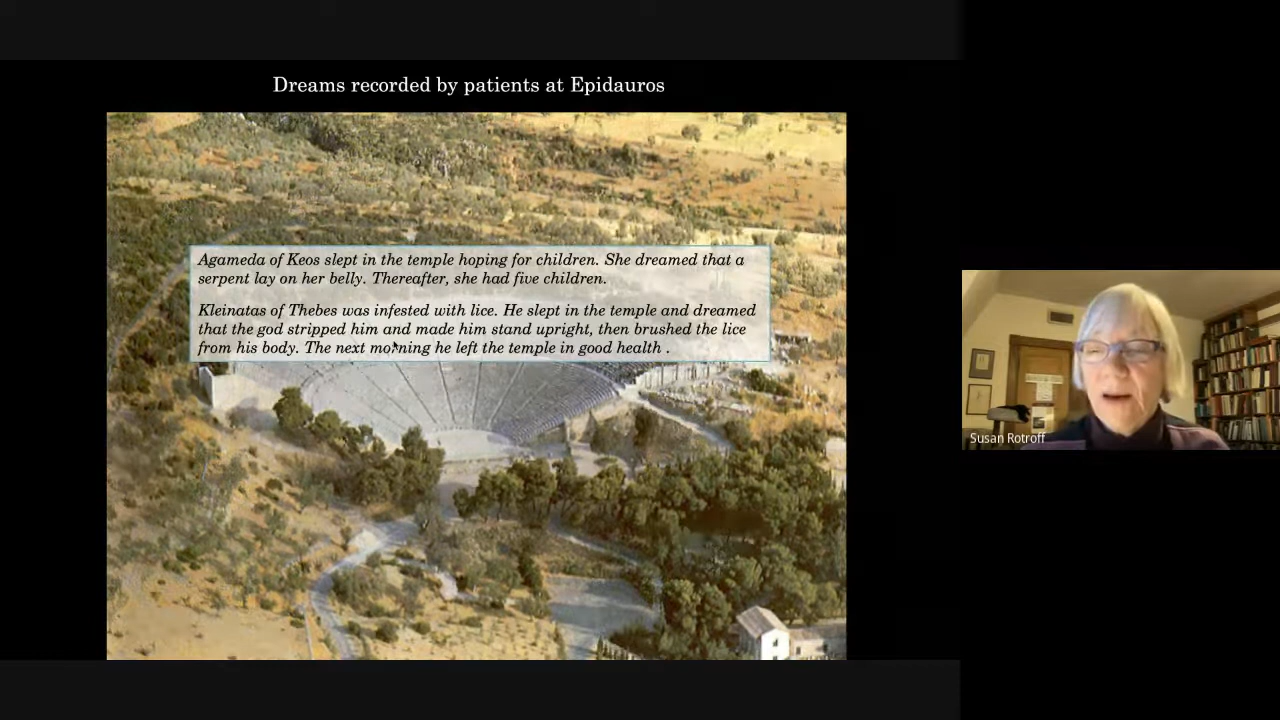 Dreams recorded by patients at Epidauros
Agameda of Keos slept in the temple hoping for children. She dreamed that a
serpent lay on her belly. Thereafter, she had five children.
Kleinatas of Thebes was infested with lice. He slept in the temple and dreamed
that the god stripped him and made him stand upright, then brushed the lice
from his body. The next morning he left the temple in good health .
Susan Rotroff